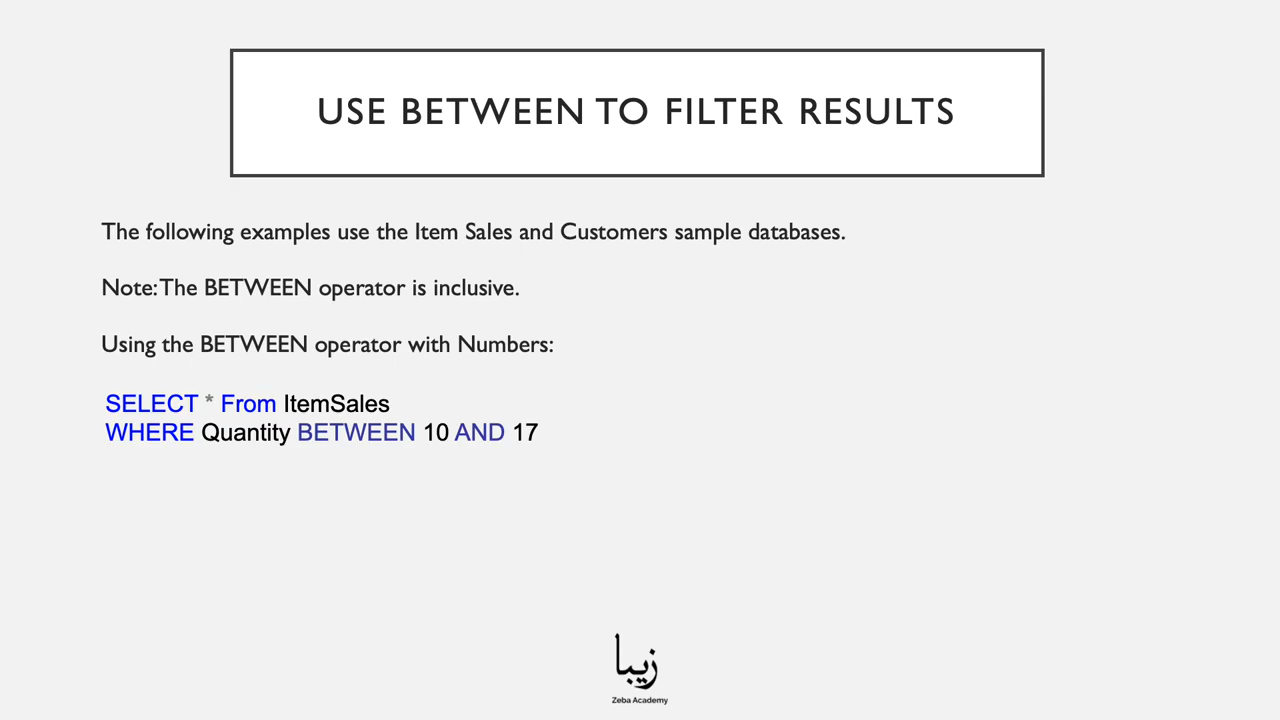 USE BETWEEN TO FILTER RESULTS
The following examples use the Item Sales and Customers sample databases.
Note: The BETWEEN operator is inclusive.
Using the BETWEEN operator with Numbers:
SELECT * From ItemSales
WHERE Quantity BETWEEN 10 AND 17
زيبا
Zeba Academy